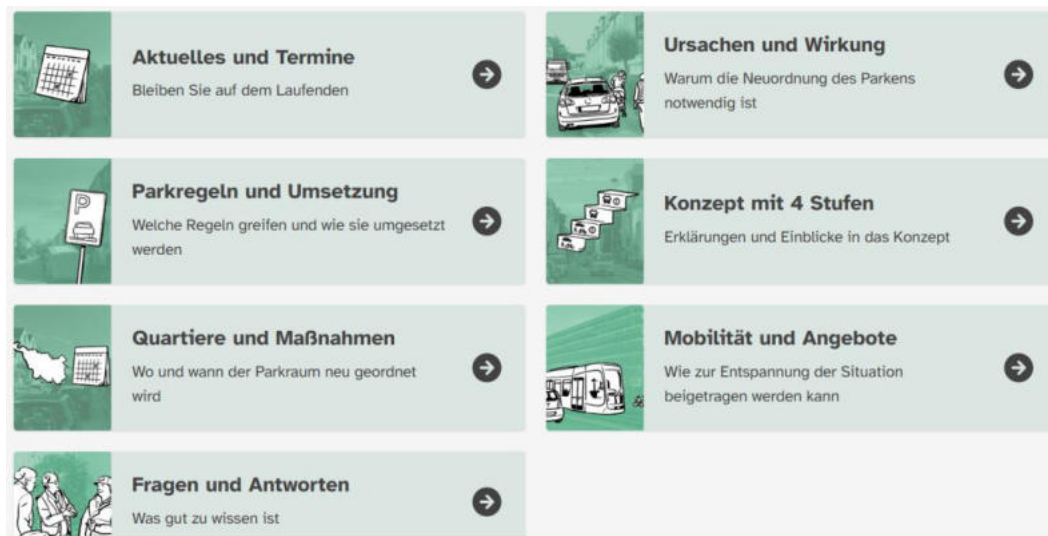 Aktuelles und Termine
Bleiben Sie auf dem Laufenden
Ursachen und Wirkung
Warum die Neuordnung des Parkens
notwendig ist
P
Parkregeln und Umsetzung
Welche Regeln greifen und wie sie umgesetzt
werden
Konzept mit 4 Stufen
Erklärungen und Einblicke in das Konzept
Quartiere und Maßnahmen
Wo und wann der Parkraum neu geordnet
wird
Mobilität und Angebote
Wie zur Entspannung der Situation
beigetragen werden kann
Fragen und Antworten
Was gut zu wissen ist